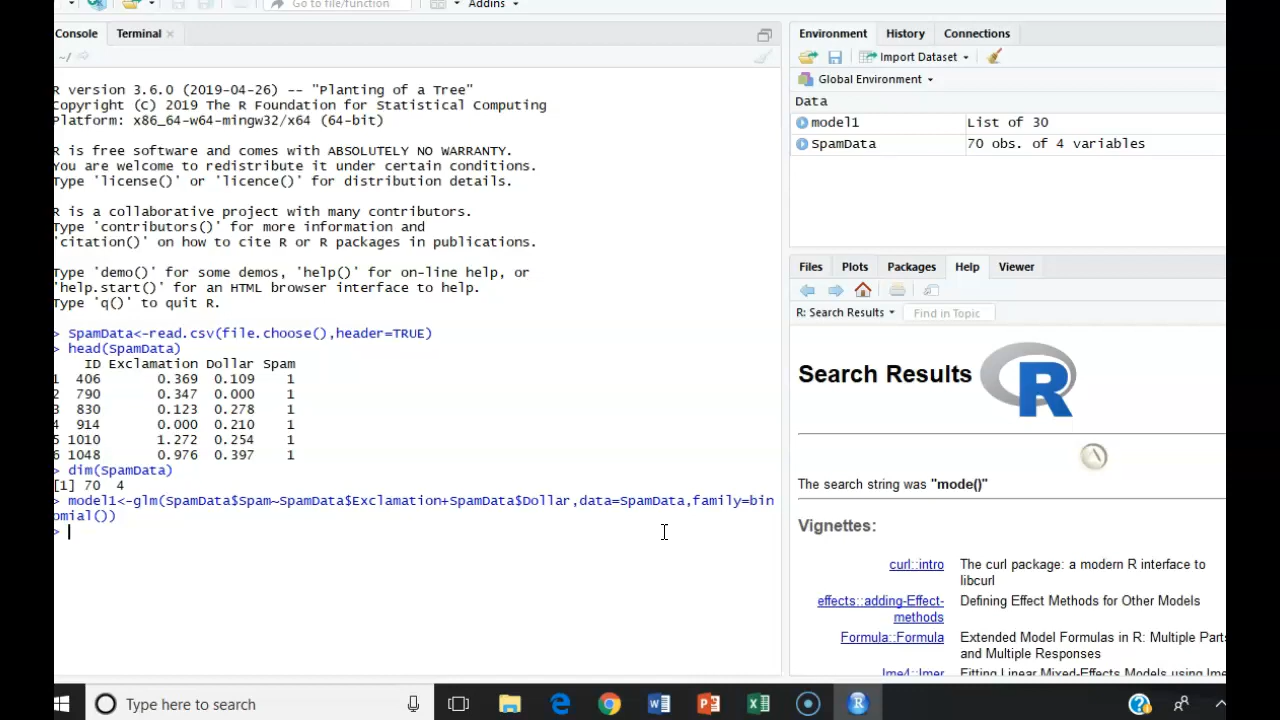 Go to file/function
Addins
Console
Terminal
~/
R version 3.6.0 (2019-04-26) -- "Planting of a Tree"
Copyright (C) 2019 The R Foundation for Statistical Computing
Platform: x86_64-w64-mingw32/x64 (64-bit)
R is free software and comes with ABSOLUTELY NO WARRANTY.
You are welcome to redistribute it under certain conditions.
Type 'license()' or 'licence()' for distribution details.
R is a collaborative project with many contributors.
Type 'contributors()' for more information and
'citation()' on how to cite R or R packages in publications.
Type 'demo()' for some demos, 'help()' for on-line help, or
'help.start()' for an HTML browser interface to help.
Type 'q()' to quit R.
> SpamData<-read.csv(file.choose(),header=TRUE)
> head(SpamData)
ID Exclamation Dollar Spam
1 406 0.369 0.109 1
2 790 0.347 0.000 1
3 830 0.123 0.278 1
4 914 0.000 0.210 1
5 1010 1.272 0.254 1
6 1048 0.976 0.397 1
> dim(SpamData)
[1] 70 4
> model1<-glm(SpamData$Spam~SpamData$Exclamation+SpamData$Dollar,data=SpamData,family=bin
omial())
>
Environment
History
Connections
Import Dataset
Global Environment
Data
model1 List of 30
SpamData 70 obs. of 4 variables
Files
Plots
Packages
Help
Viewer
R: Search Results
Find in Topic
Search Results R
The search string was "mode()"
Vignettes:
curl::intro The curl package: a modern R interface to
libcurl
effects::adding-Effect- Defining Effect Methods for Other Models
methods
Formula::Formula Extended Model Formulas in R: Multiple Parts
and Multiple Responses
lme4::lmer Fitting Linear Mixed-Effects Models using lme
Type here to search